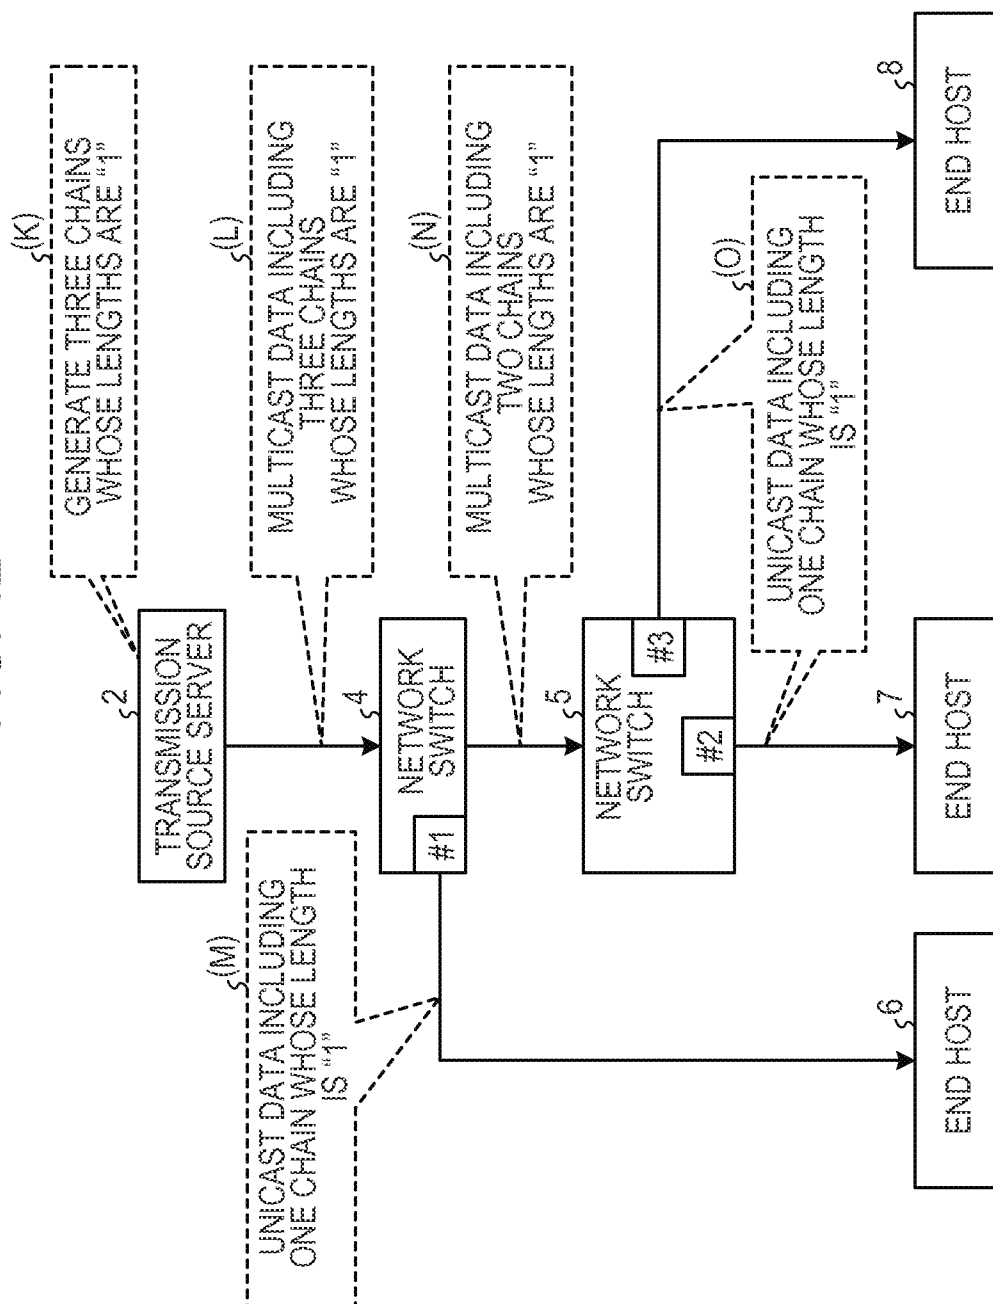 (K)
GENERATE THREE CHAINS
WHOSE LENGTHS ARE "1"
2
TRANSMISSION
SOURCE SERVER
(L)
MULTICAST DATA INCLUDING
THREE CHAINS
WHOSE LENGTHS ARE "1"
(M)
UNICAST DATA INCLUDING
ONE CHAIN WHOSE LENGTH
IS "1"
4
NETWORK
SWITCH
#1
(N)
MULTICAST DATA INCLUDING
TWO CHAINS
WHOSE LENGTHS ARE "1"
5
NETWORK
SWITCH
#3
#2
(O)
UNICAST DATA INCLUDING
ONE CHAIN WHOSE LENGTH
IS "1"
6
END HOST
7
END HOST
8
END HOST